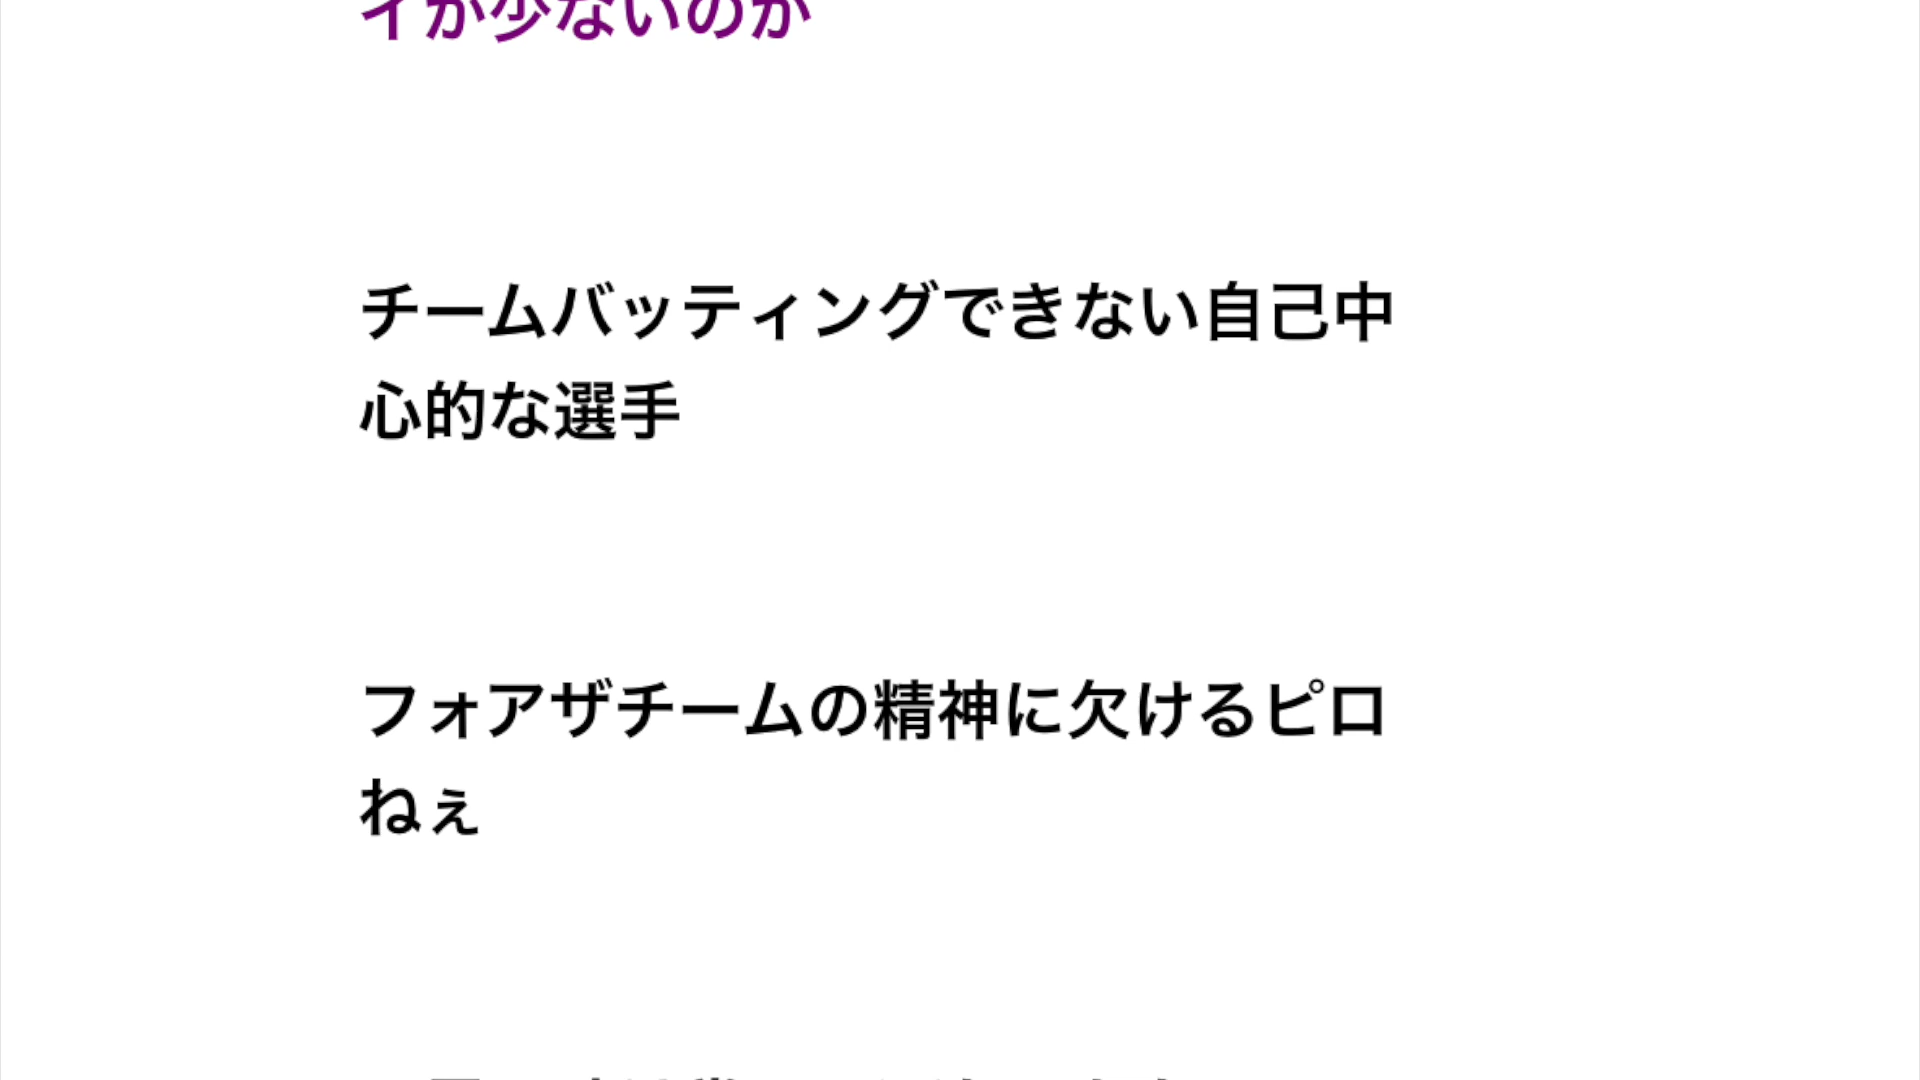 イが少ないのか
チームバッティングできない自己中
心的な選手
フォアザチームの精神に欠けるピロ
ねぇ